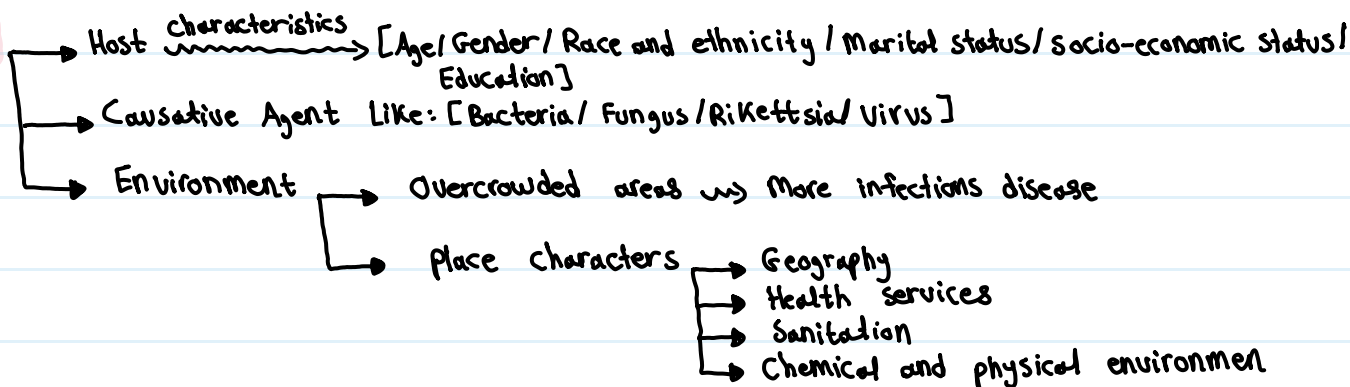 Host characteristics [Age/ Gender/ Race and ethnicity / Marital status/ socio-economic status/
Education]
Causative Agent Like: [Bacteria/ Fungus/Rikettsia/ Virus]
Environment Overcrowded areas More infections disease
place characters Geography
Health services
Sanitation
Chemical and physical environmen